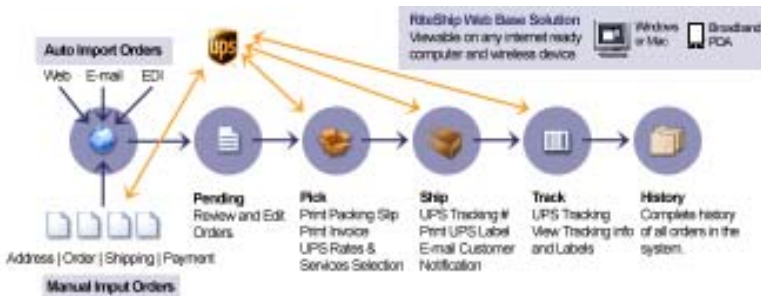 Auto Import Orders
Web E-mail EDI
ups
RiteShip Web Base Solution
Viewable on any internet ready
computer and wireless device
Windows
or Mac
Broadband
PDA
Pending
Review and Edit
Orders
Pick
Print Packing Slip
Print Invoice
UPS Rates &
Services Selection
Ship
UPS Tracking #
Print UPS Label
E-mail Customer
Notification
Track
UPS Tracking
View Tracking info
and Labels
History
Complete history
of all orders in the
system.
Address | Order | Shipping | Payment
Manual Imput Orders